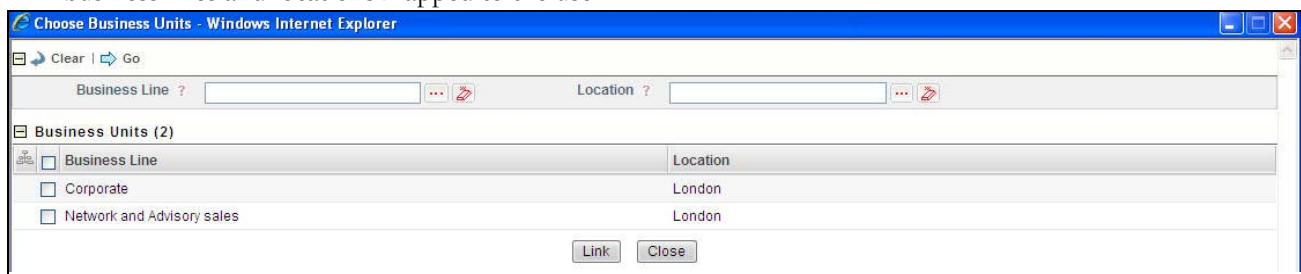 Choose Business Units - Windows Internet Explorer
Clear | Go
Business Line ? ... Location ? ...
Business Units (2)
Business Line Location
Corporate London
Network and Advisory sales London
Link Close